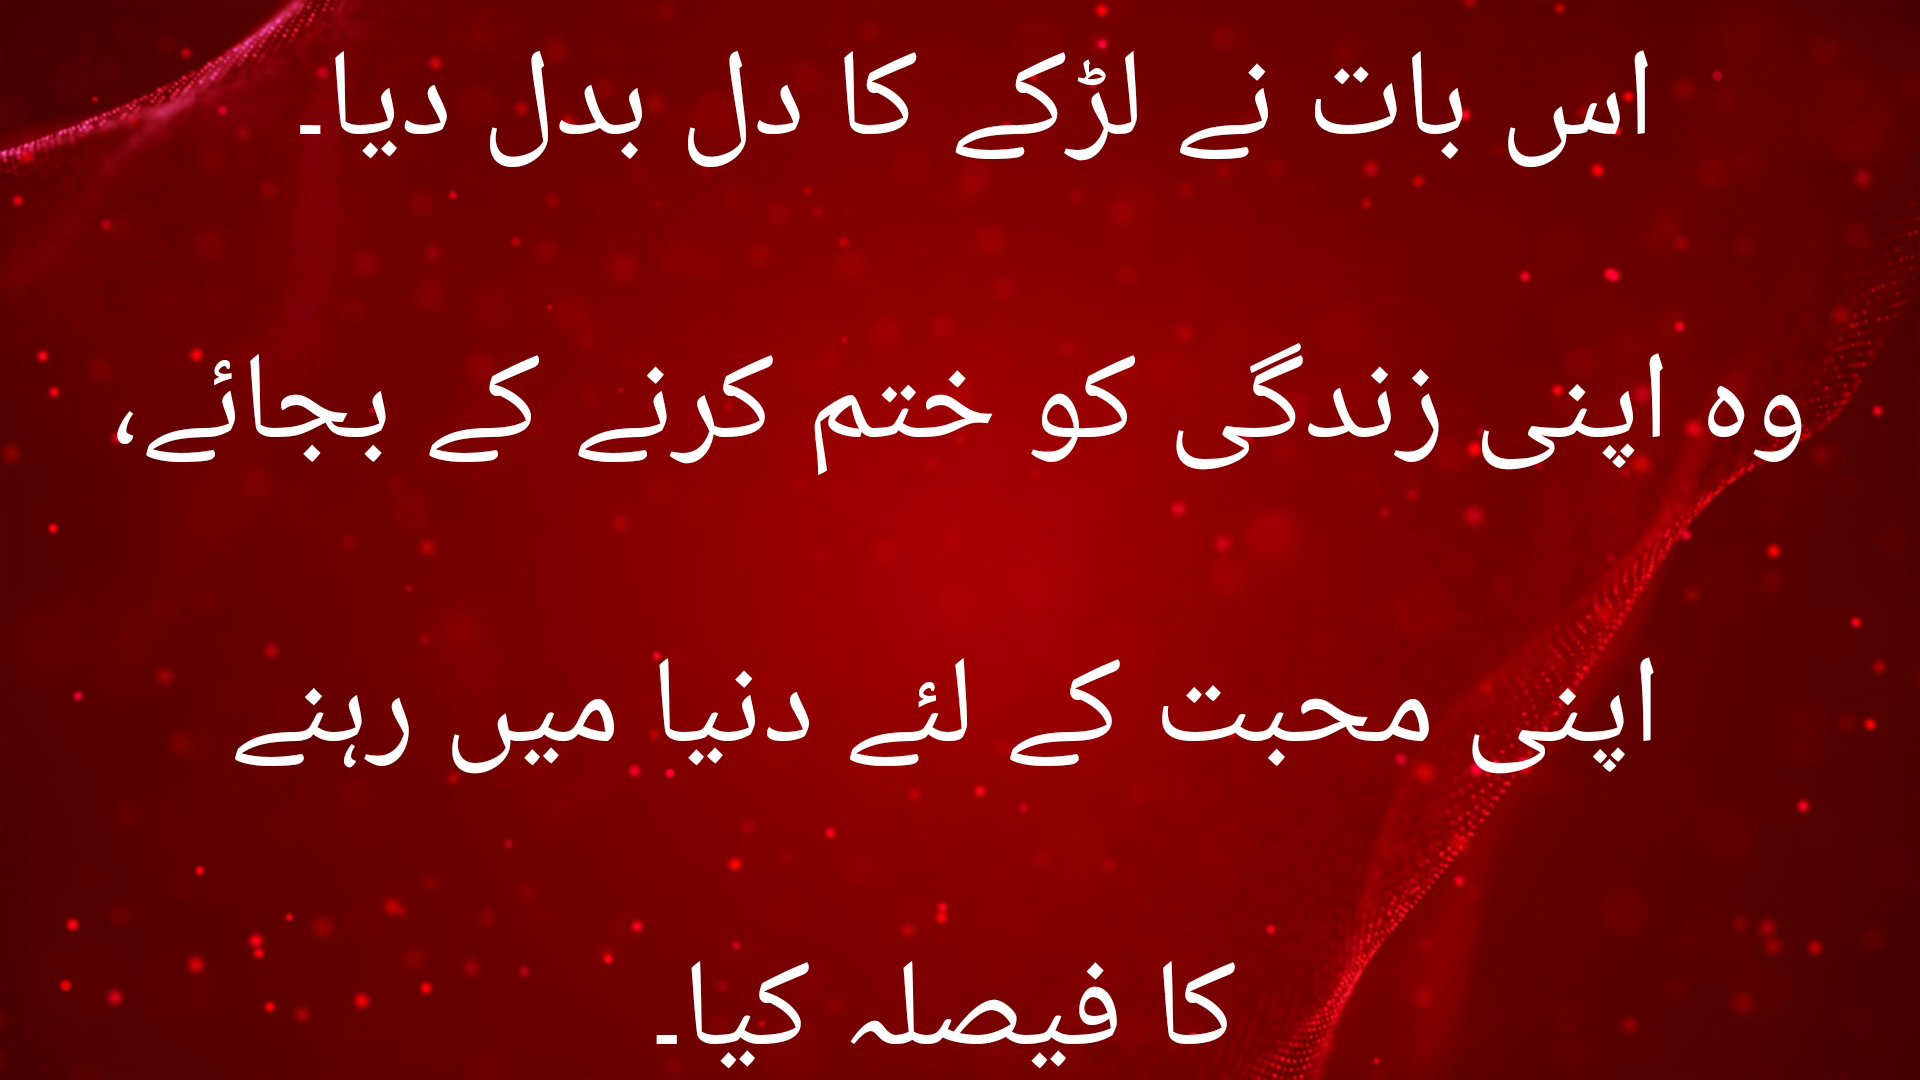 اس بات نے لڑکے کا دل بدل دیا۔
وہ اپنی زندگی کو ختم کرنے کے بجائے،
اپنی محبت کے لئے دنیا میں رہنے
کا فیصلہ کیا۔